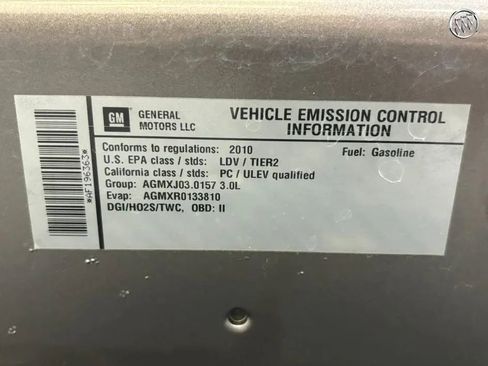 GM
GENERAL
MOTORS LLC
VEHICLE EMISSION CONTROL
INFORMATION
Conforms to regulations: 2010
Fuel: Gasoline
U.S. EPA class / stds: LDV / TIER2
California class / stds: PC / ULEV qualified
Group: AGMXJ03.0157 3.0L
Evap: AGMXR0133810
DGI/HO2S/TWC, OBD: II
*AF196363*